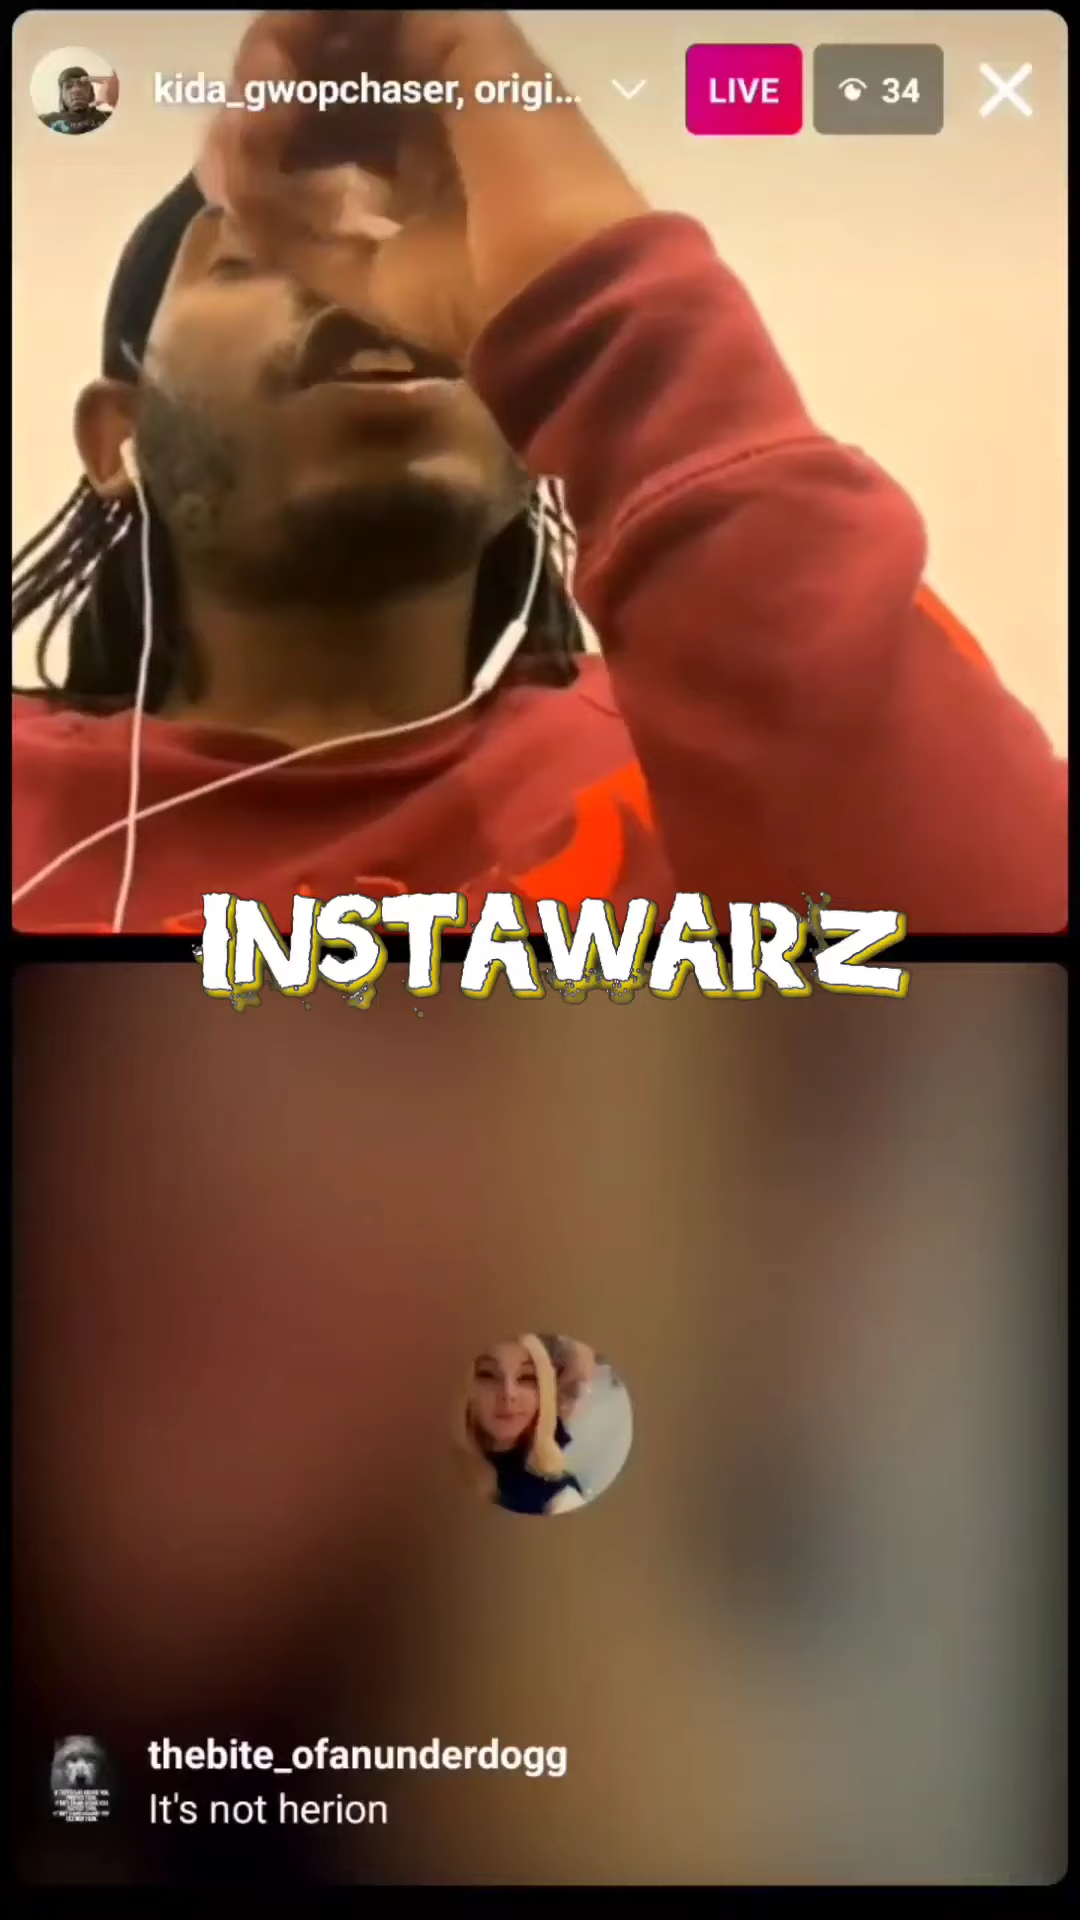 kida_gwopchaser, origi...
LIVE
34
INSTAWARZ
thebite_ofanunderdogg
It's not herion